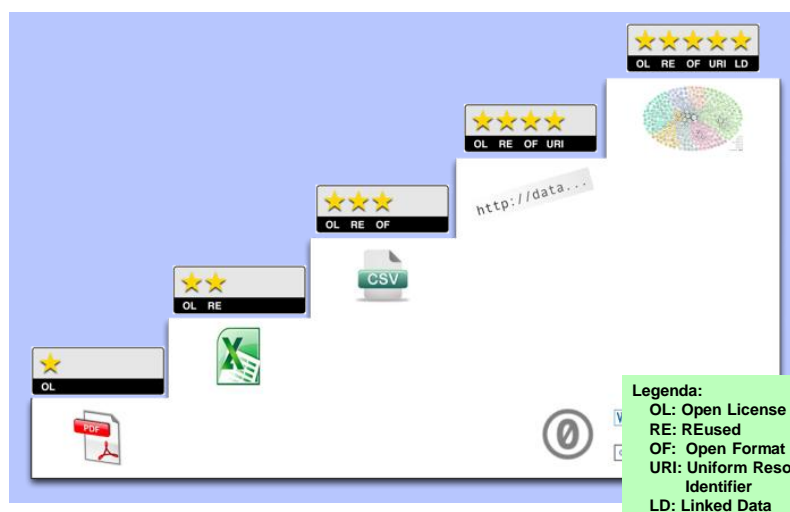 OL RE OF URI LD
OL RE OF URI
http://data...
OL RE OF
CSV
OL RE
OL
PDF
Legenda:
OL: Open License
RE: REused
OF: Open Format
URI: Uniform
Identifier
LD: Linked Data